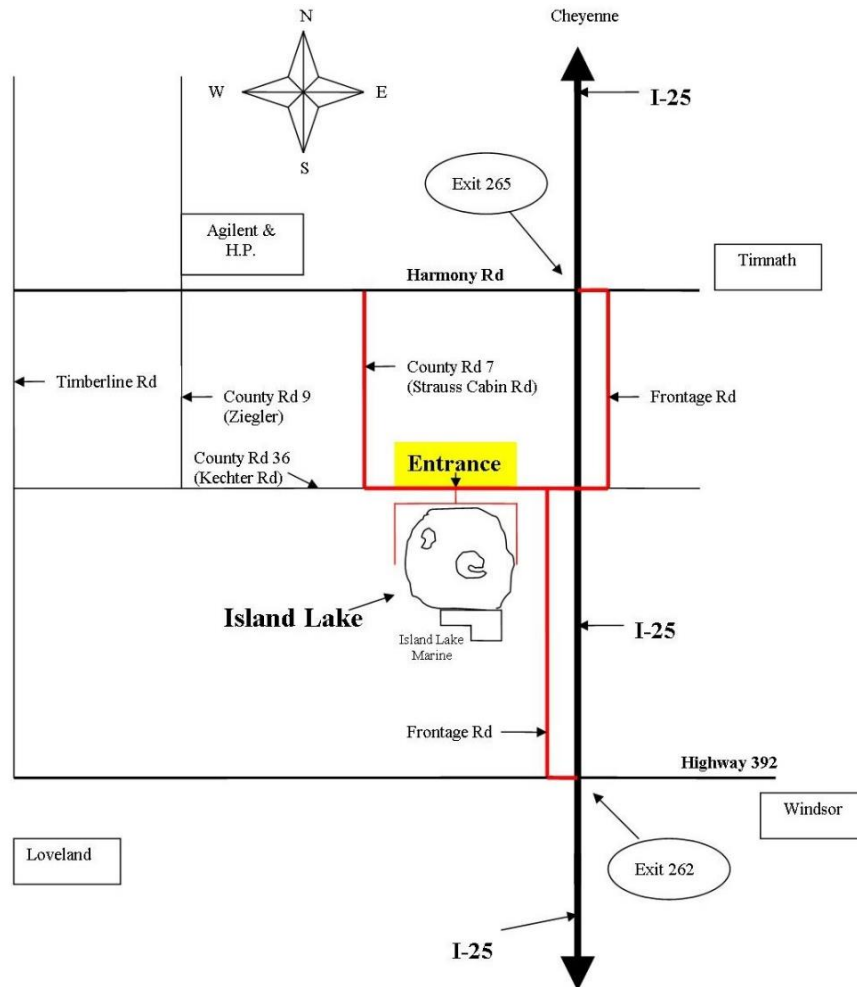 Cheyenne
N
W
E
S
I-25
Exit 265
Agilent &
H.P.
Harmony Rd
Timnath
Timberline Rd
County Rd 9
(Ziegler)
County Rd 7
(Strauss Cabin Rd)
Frontage Rd
County Rd 36
(Kechter Rd)
Entrance
Island Lake
Island Lake
Marine
I-25
Frontage Rd
Highway 392
Windsor
Loveland
Exit 262
I-25